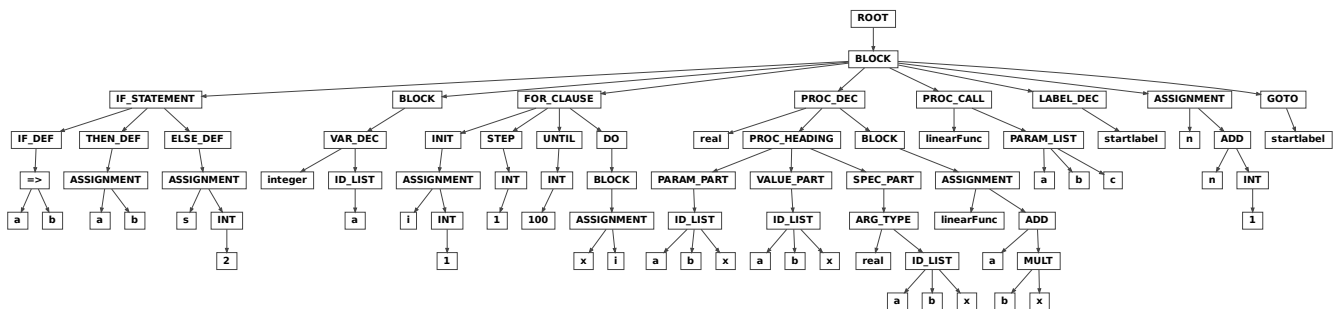 ROOT
BLOCK
IF_STATEMENT BLOCK FOR_CLAUSE PROC_DEC PROC_CALL LABEL_DEC ASSIGNMENT GOTO
IF_DEF THEN_DEF ELSE_DEF VAR_DEC INIT STEP UNTIL DO real PROC_HEADING BLOCK linearFunc PARAM_LIST startlabel n ADD startlabel
=> ASSIGNMENT ASSIGNMENT integer ID_LIST ASSIGNMENT INT INT BLOCK PARAM_PART VALUE_PART SPEC_PART ASSIGNMENT a b c n INT
a b a b s INT a i INT 1 100 ASSIGNMENT ID_LIST ID_LIST ARG_TYPE linearFunc ADD 1
2 1 x i a b x a b x real ID_LIST a MULT
a b x b x